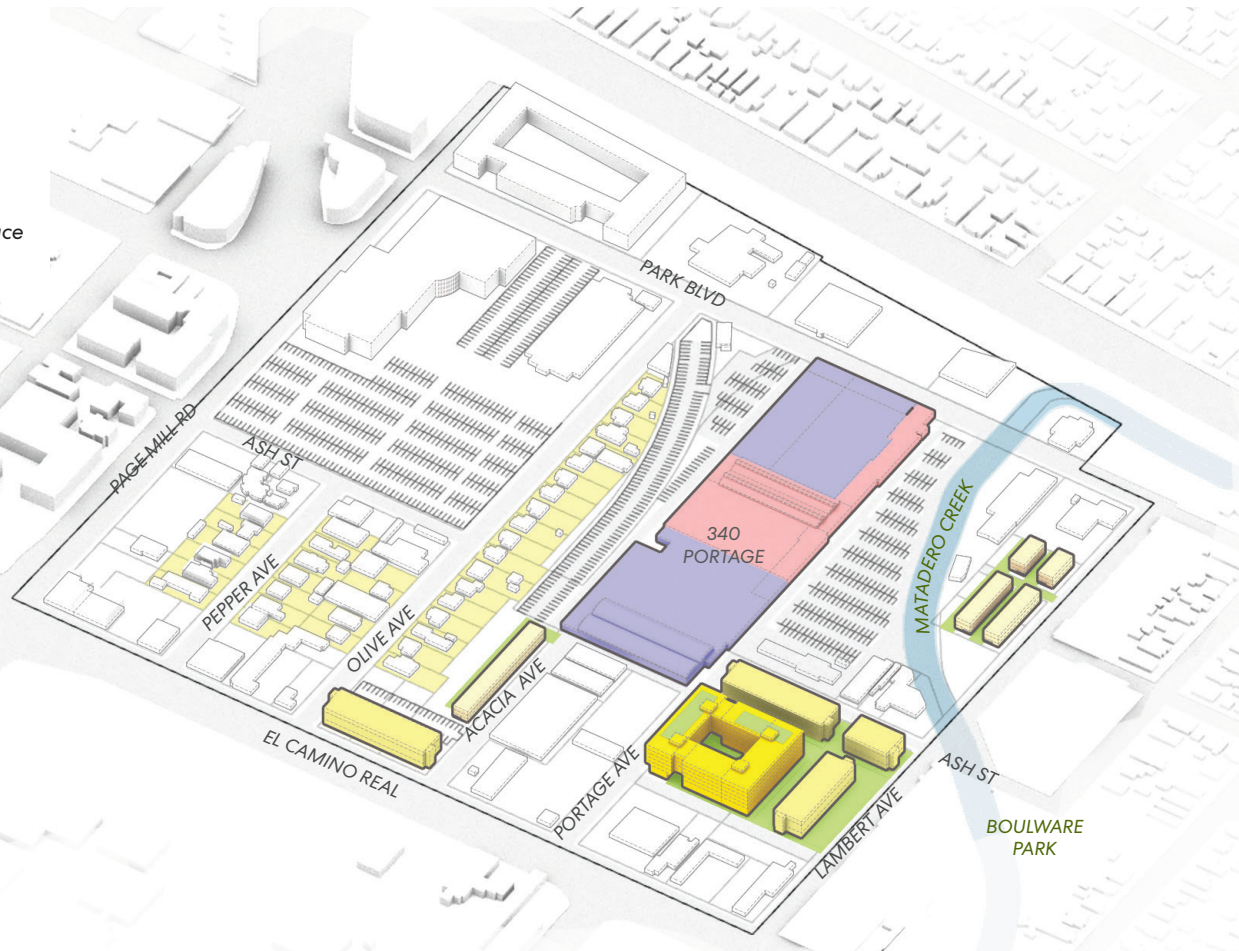 PARK BLVD
PAGE MILL RD
ASH ST
340
PORTAGE
MATADERO CREEK
PEPPER AVE
OLIVE AVE
ACACIA AVE
EL CAMINO REAL
PORTAGE AVE
ASH ST
LAMBERT AVE
BOULWARE
PARK